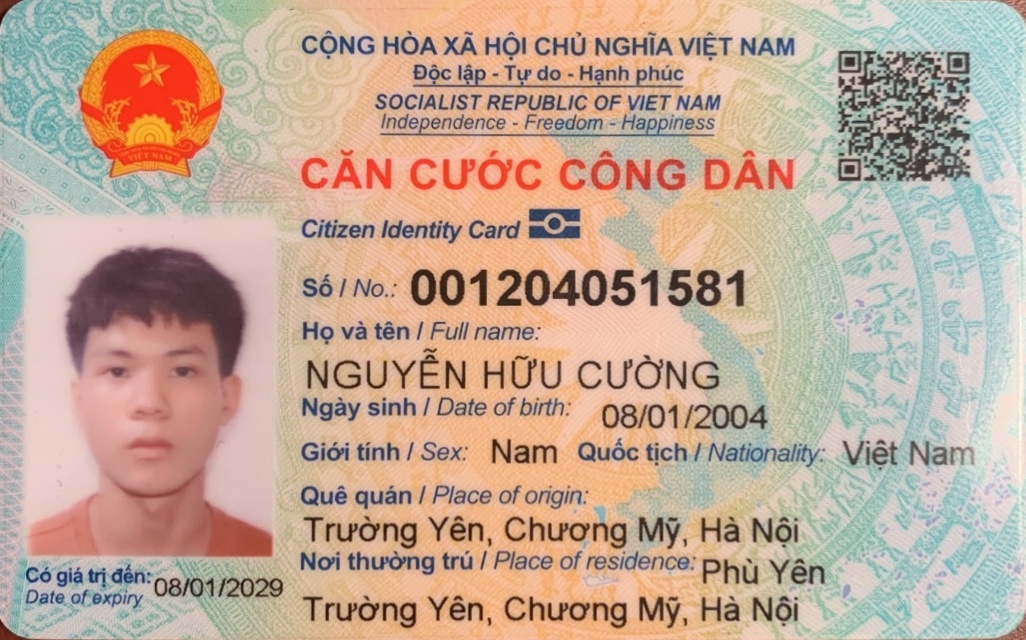 CỘNG HÒA XÃ HỘI CHỦ NGHĨA VIỆT NAM
Độc lập - Tự do - Hạnh phúc
SOCIALIST REPUBLIC OF VIET NAM
Independence - Freedom - Happiness
CĂN CƯỚC CÔNG DÂN
Citizen Identity Card
Số / No.: 001204051581
Họ và tên / Full name:
NGUYỄN HỮU CƯỜNG
Ngày sinh / Date of birth: 08/01/2004
Giới tính / Sex: Nam Quốc tịch / Nationality: Việt Nam
Quê quán / Place of origin:
Trường Yên, Chương Mỹ, Hà Nội
Nơi thường trú / Place of residence: Phù Yên
Trường Yên, Chương Mỹ, Hà Nội
Có giá trị đến: 08/01/2029
Date of expiry
VIỆT NAM